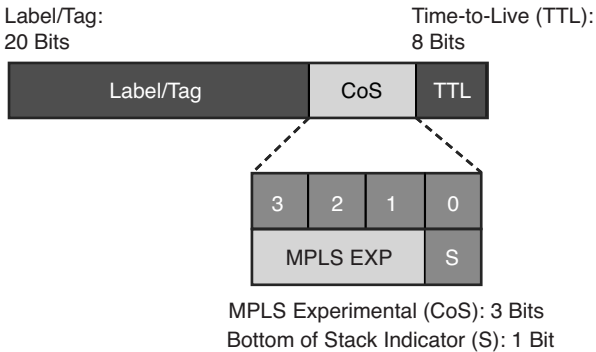 Label/Tag:
20 Bits
Time-to-Live (TTL):
8 Bits
Label/Tag CoS TTL
3 2 1 0
MPLS EXP S
MPLS Experimental (CoS): 3 Bits
Bottom of Stack Indicator (S): 1 Bit